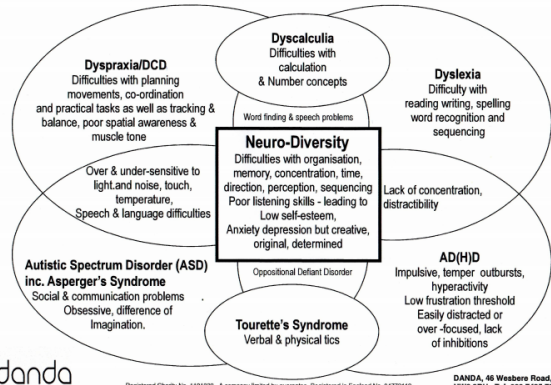 Dyscalculia
Difficulties with
calculation
& Number concepts
Dyspraxia/DCD
Difficulties with planning
movements, co-ordination
and practical tasks as well as tracking &
balance, poor spatial awareness &
muscle tone
Dyslexia
Difficulty with
reading writing, spelling
word recognition and
sequencing
Word finding & speech problems
Neuro-Diversity
Difficulties with organisation,
memory, concentration, time,
direction, perception, sequencing
Poor listening skills - leading to
Low self-esteem,
Anxiety depression but creative,
original, determined
Over & under-sensitive to
light.and noise, touch,
temperature,
Speech & language difficulties
Lack of concentration,
distractibility
Autistic Spectrum Disorder (ASD)
inc. Asperger's Syndrome
Social & communication problems
Obsessive, difference of
Imagination.
Oppositional Defiant Disorder
AD(H)D
Impulsive, temper outbursts,
hyperactivity
Low frustration threshold
Easily distracted or
over -focused, lack
of inhibitions
Tourette's Syndrome
Verbal & physical tics
danda
DANDA, 46 Wesbere Road,